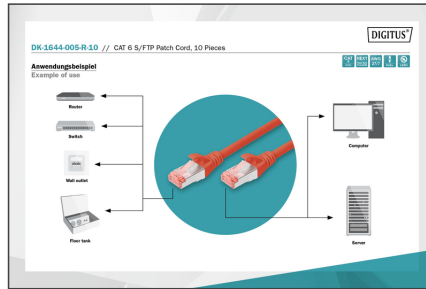 DIGITUS®
DK-1644-005-R-10 // CAT 6 S/FTP Patch Cord, 10 Pieces
Anwendungsbeispiel
Example of use
Router
Switch
Wall outlet
Floor tank
Computer
Server